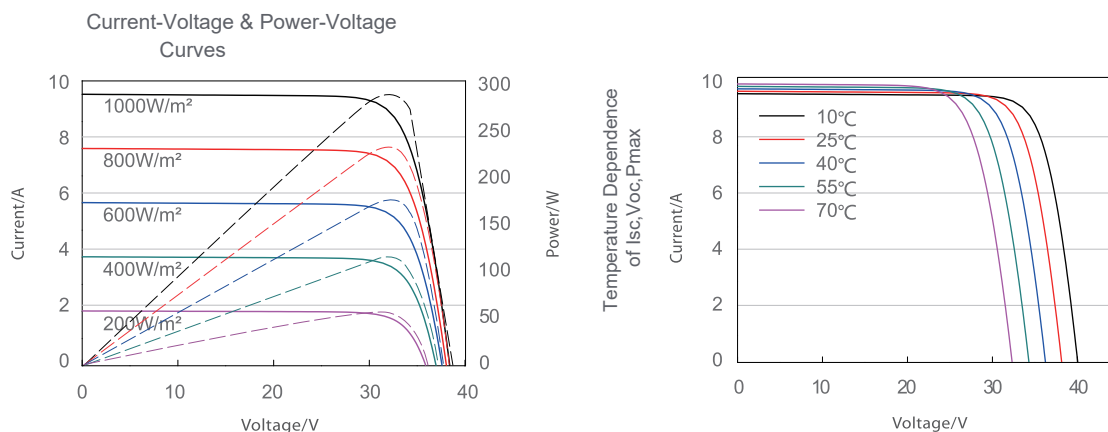 Current-Voltage & Power-Voltage
Curves
10
8
6
4
2
0
Current/A
1000W/m²
800W/m²
600W/m²
400W/m²
200W/m²
300
250
200
150
100
50
0
Power/W
0 10 20 30 40
Voltage/V
Temperature Dependence
of Isc,Voc,Pmax
10
8
6
4
2
0
Current/A
10℃
25℃
40℃
55℃
70℃
0 10 20 30 40
Voltage/V